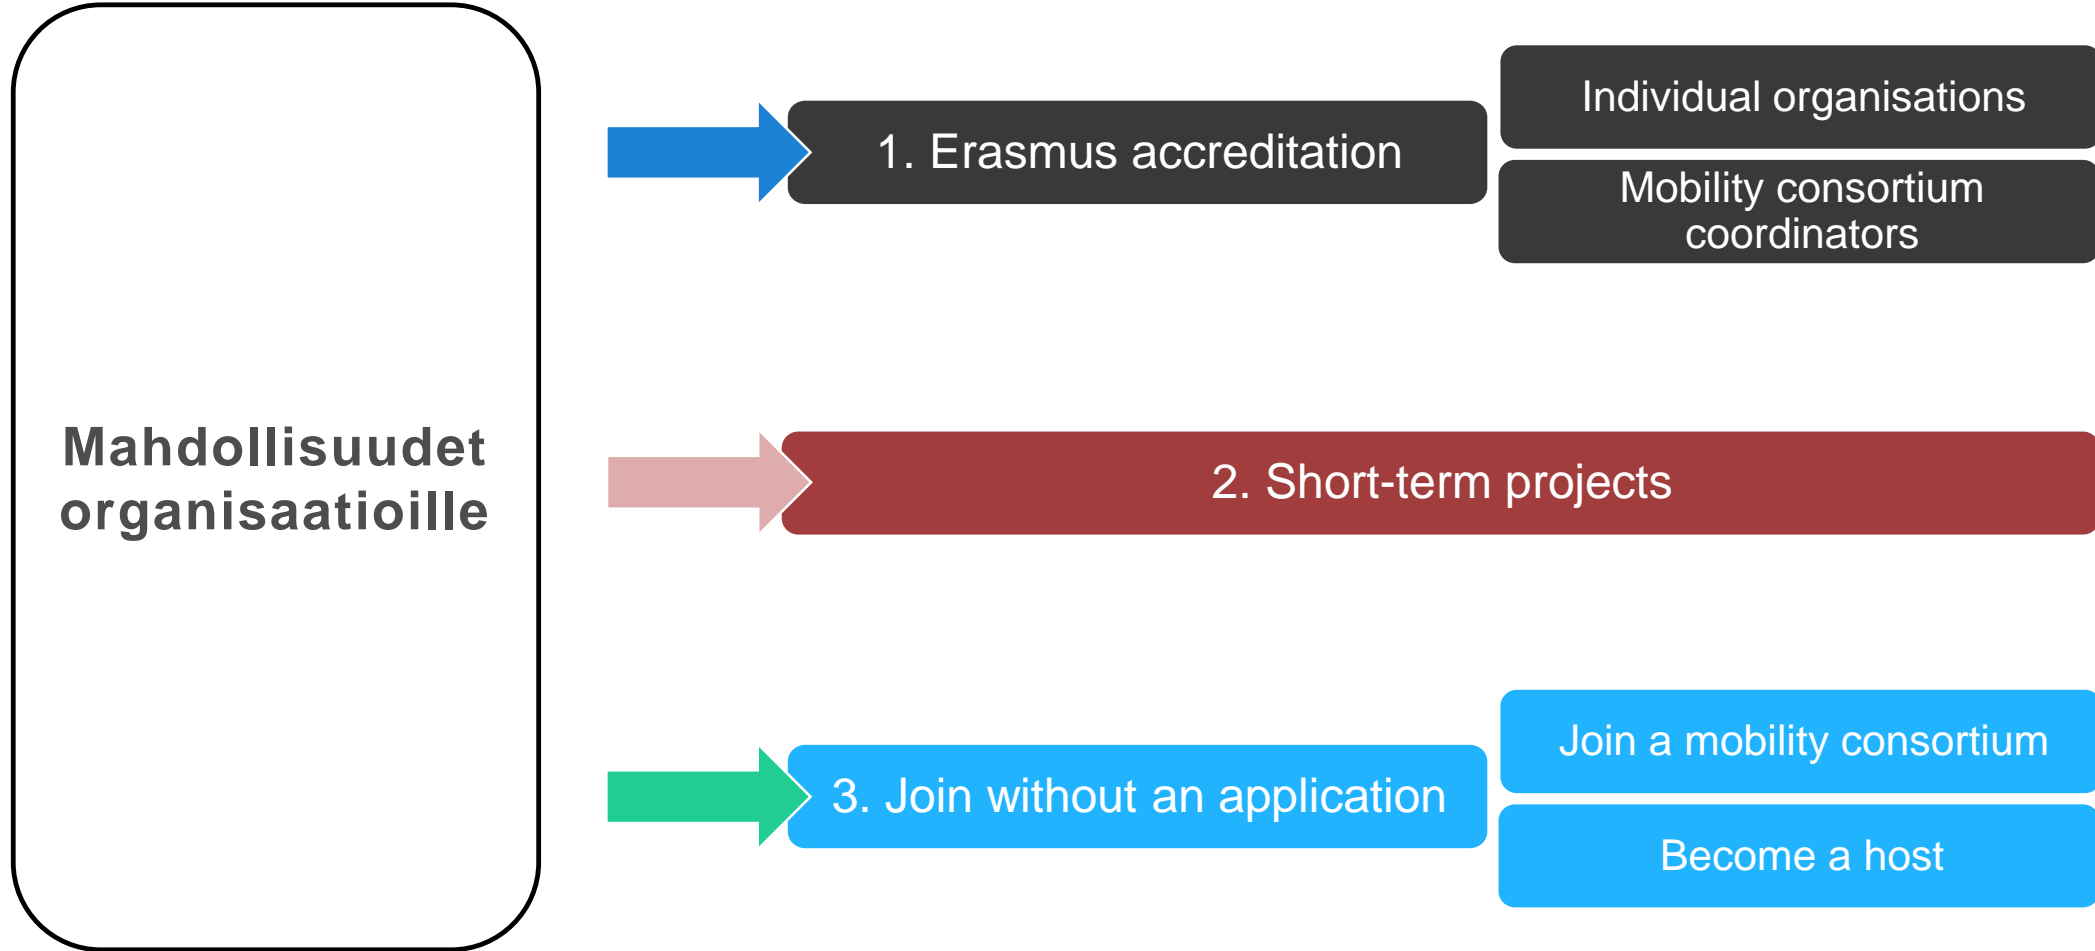 Mahdollisuudet
organisaatioille
1. Erasmus accreditation
Individual organisations
Mobility consortium
coordinators
2. Short-term projects
3. Join without an application
Join a mobility consortium
Become a host